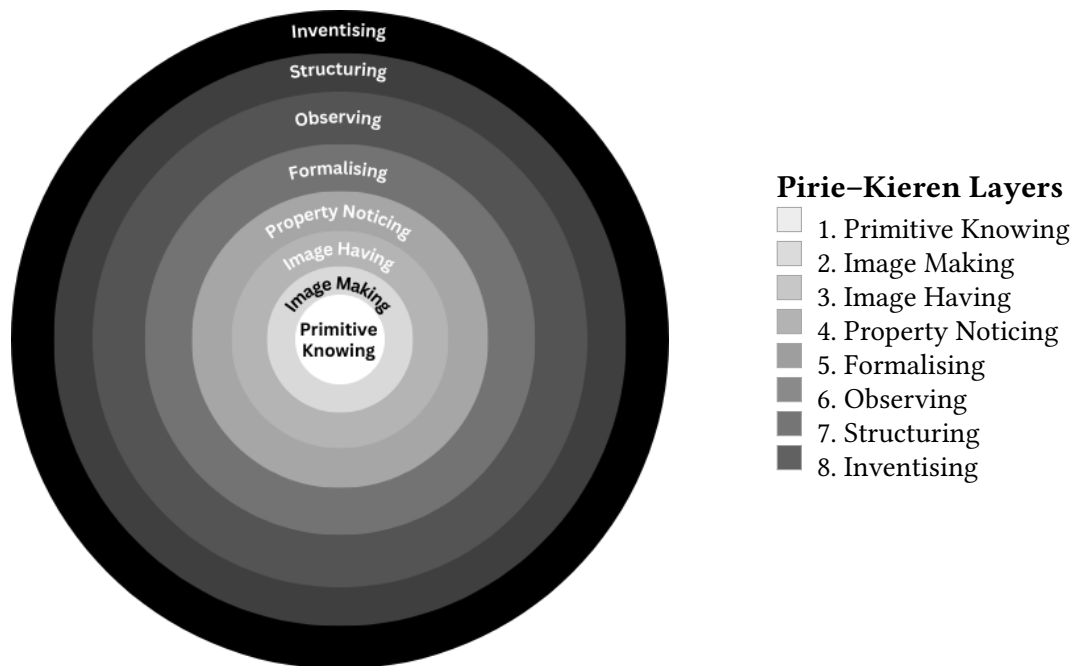 Inventising
Structuring
Observing
Formalising
Property Noticing
Image Having
Image Making
Primitive
Knowing
Pirie–Kieren Layers
1. Primitive Knowing
2. Image Making
3. Image Having
4. Property Noticing
5. Formalising
6. Observing
7. Structuring
8. Inventising